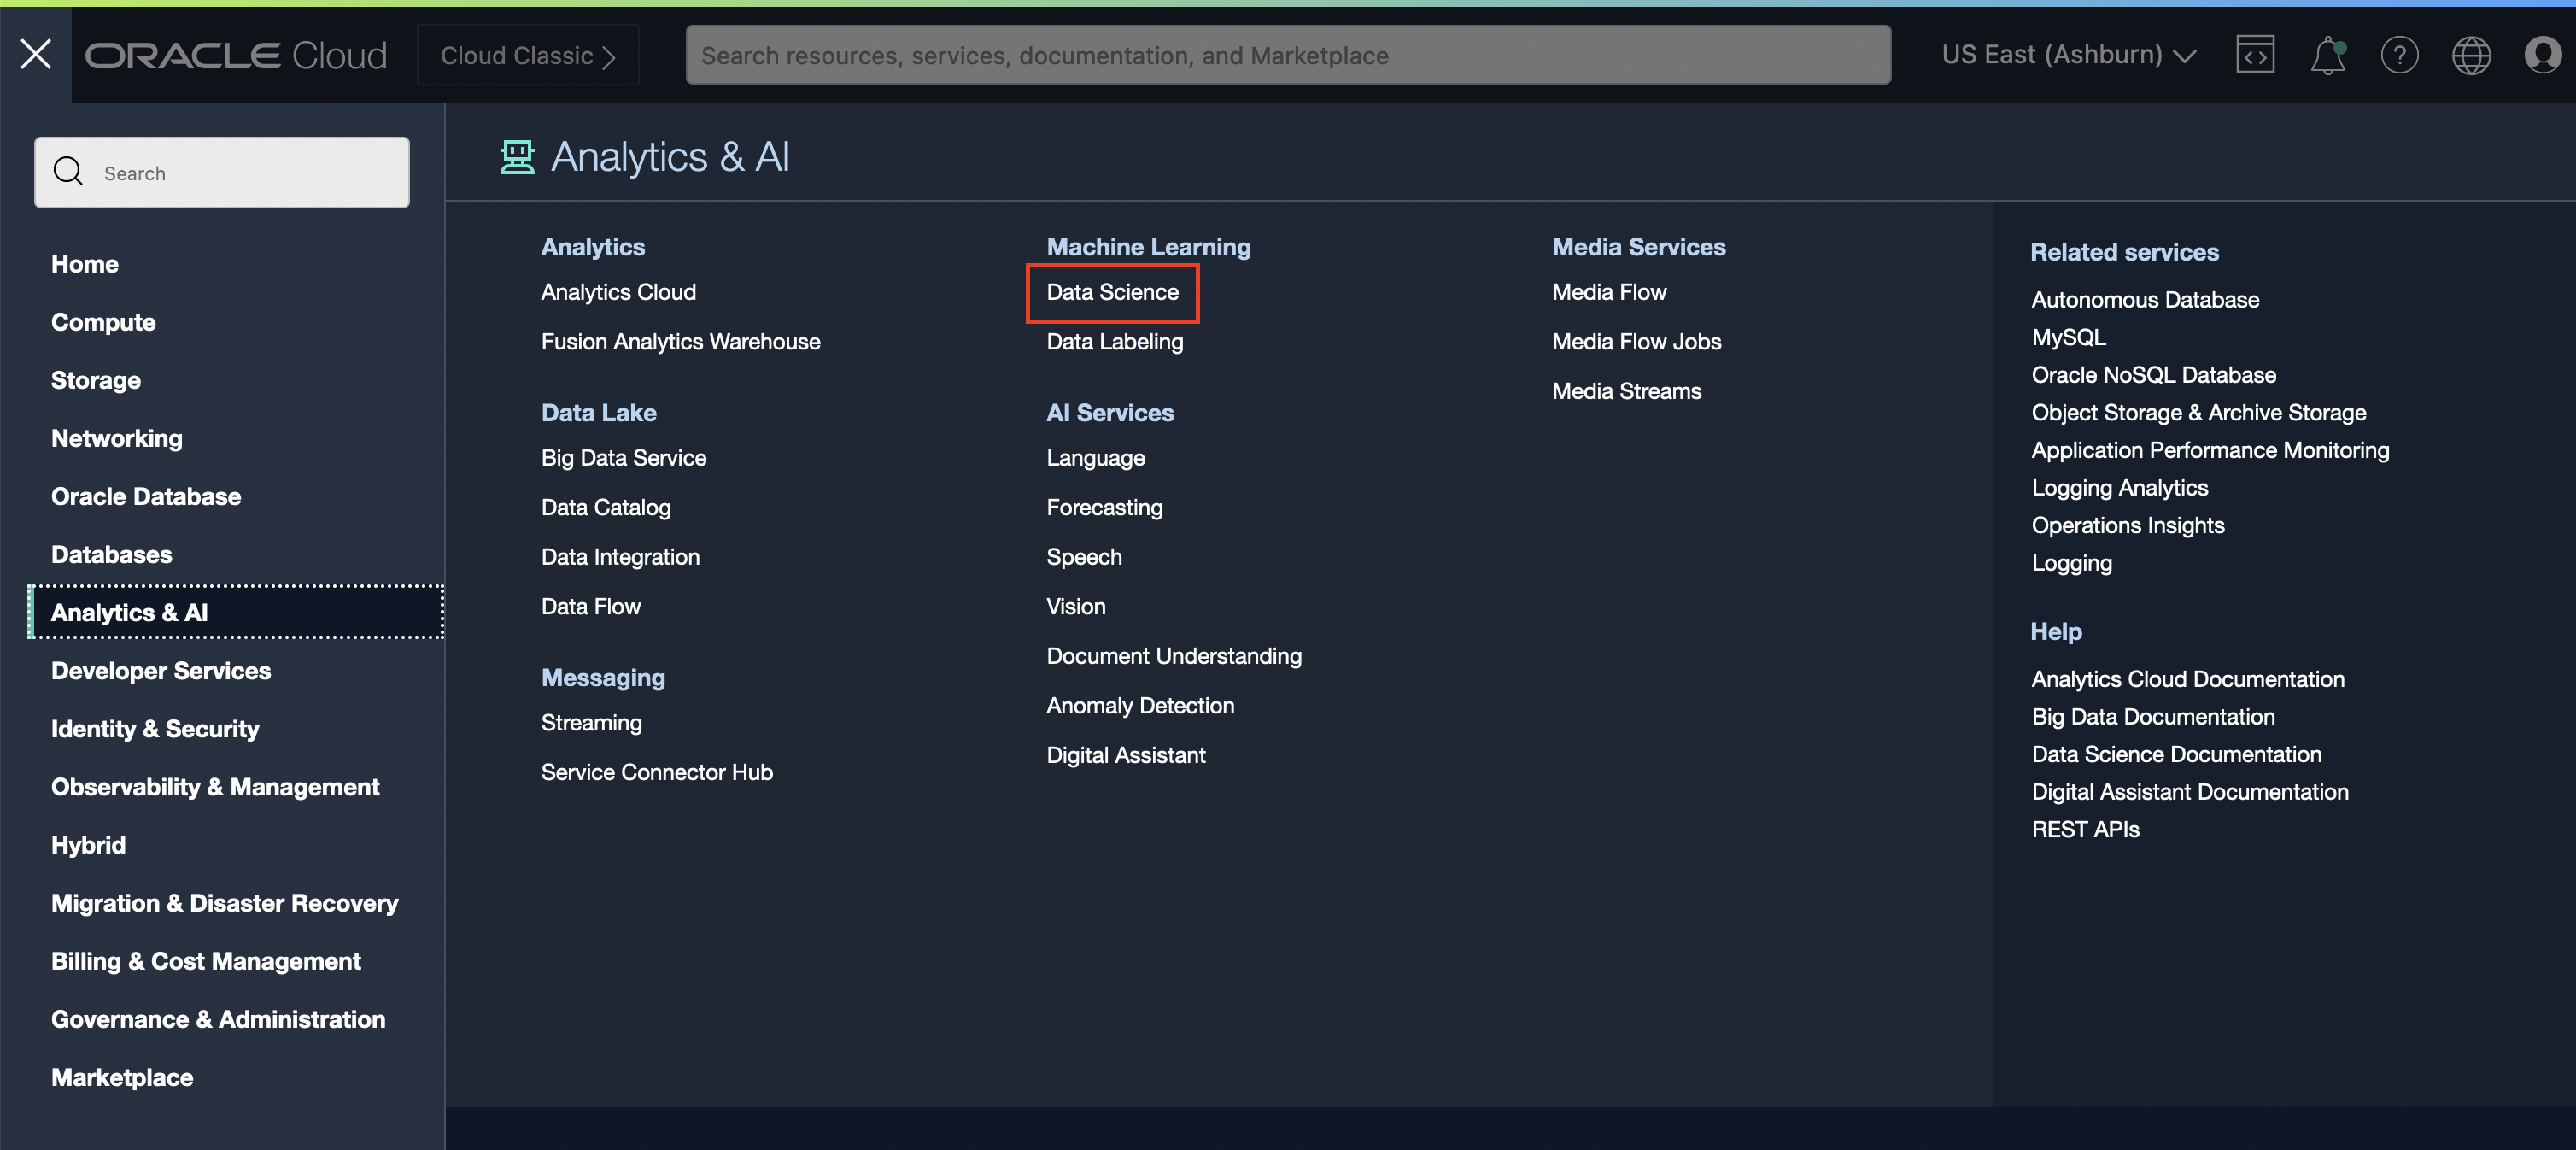 ORACLE Cloud
Cloud Classic
Search resources, services, documentation, and Marketplace
US East (Ashburn)
Search
Home
Compute
Storage
Networking
Oracle Database
Databases
Analytics & AI
Developer Services
Identity & Security
Observability & Management
Hybrid
Migration & Disaster Recovery
Billing & Cost Management
Governance & Administration
Marketplace
Analytics & AI
Analytics
Analytics Cloud
Fusion Analytics Warehouse
Data Lake
Big Data Service
Data Catalog
Data Integration
Data Flow
Messaging
Streaming
Service Connector Hub
Machine Learning
Data Science
Data Labeling
AI Services
Language
Forecasting
Speech
Vision
Document Understanding
Anomaly Detection
Digital Assistant
Media Services
Media Flow
Media Flow Jobs
Media Streams
Related services
Autonomous Database
MySQL
Oracle NoSQL Database
Object Storage & Archive Storage
Application Performance Monitoring
Logging Analytics
Operations Insights
Logging
Help
Analytics Cloud Documentation
Big Data Documentation
Data Science Documentation
Digital Assistant Documentation
REST APIs